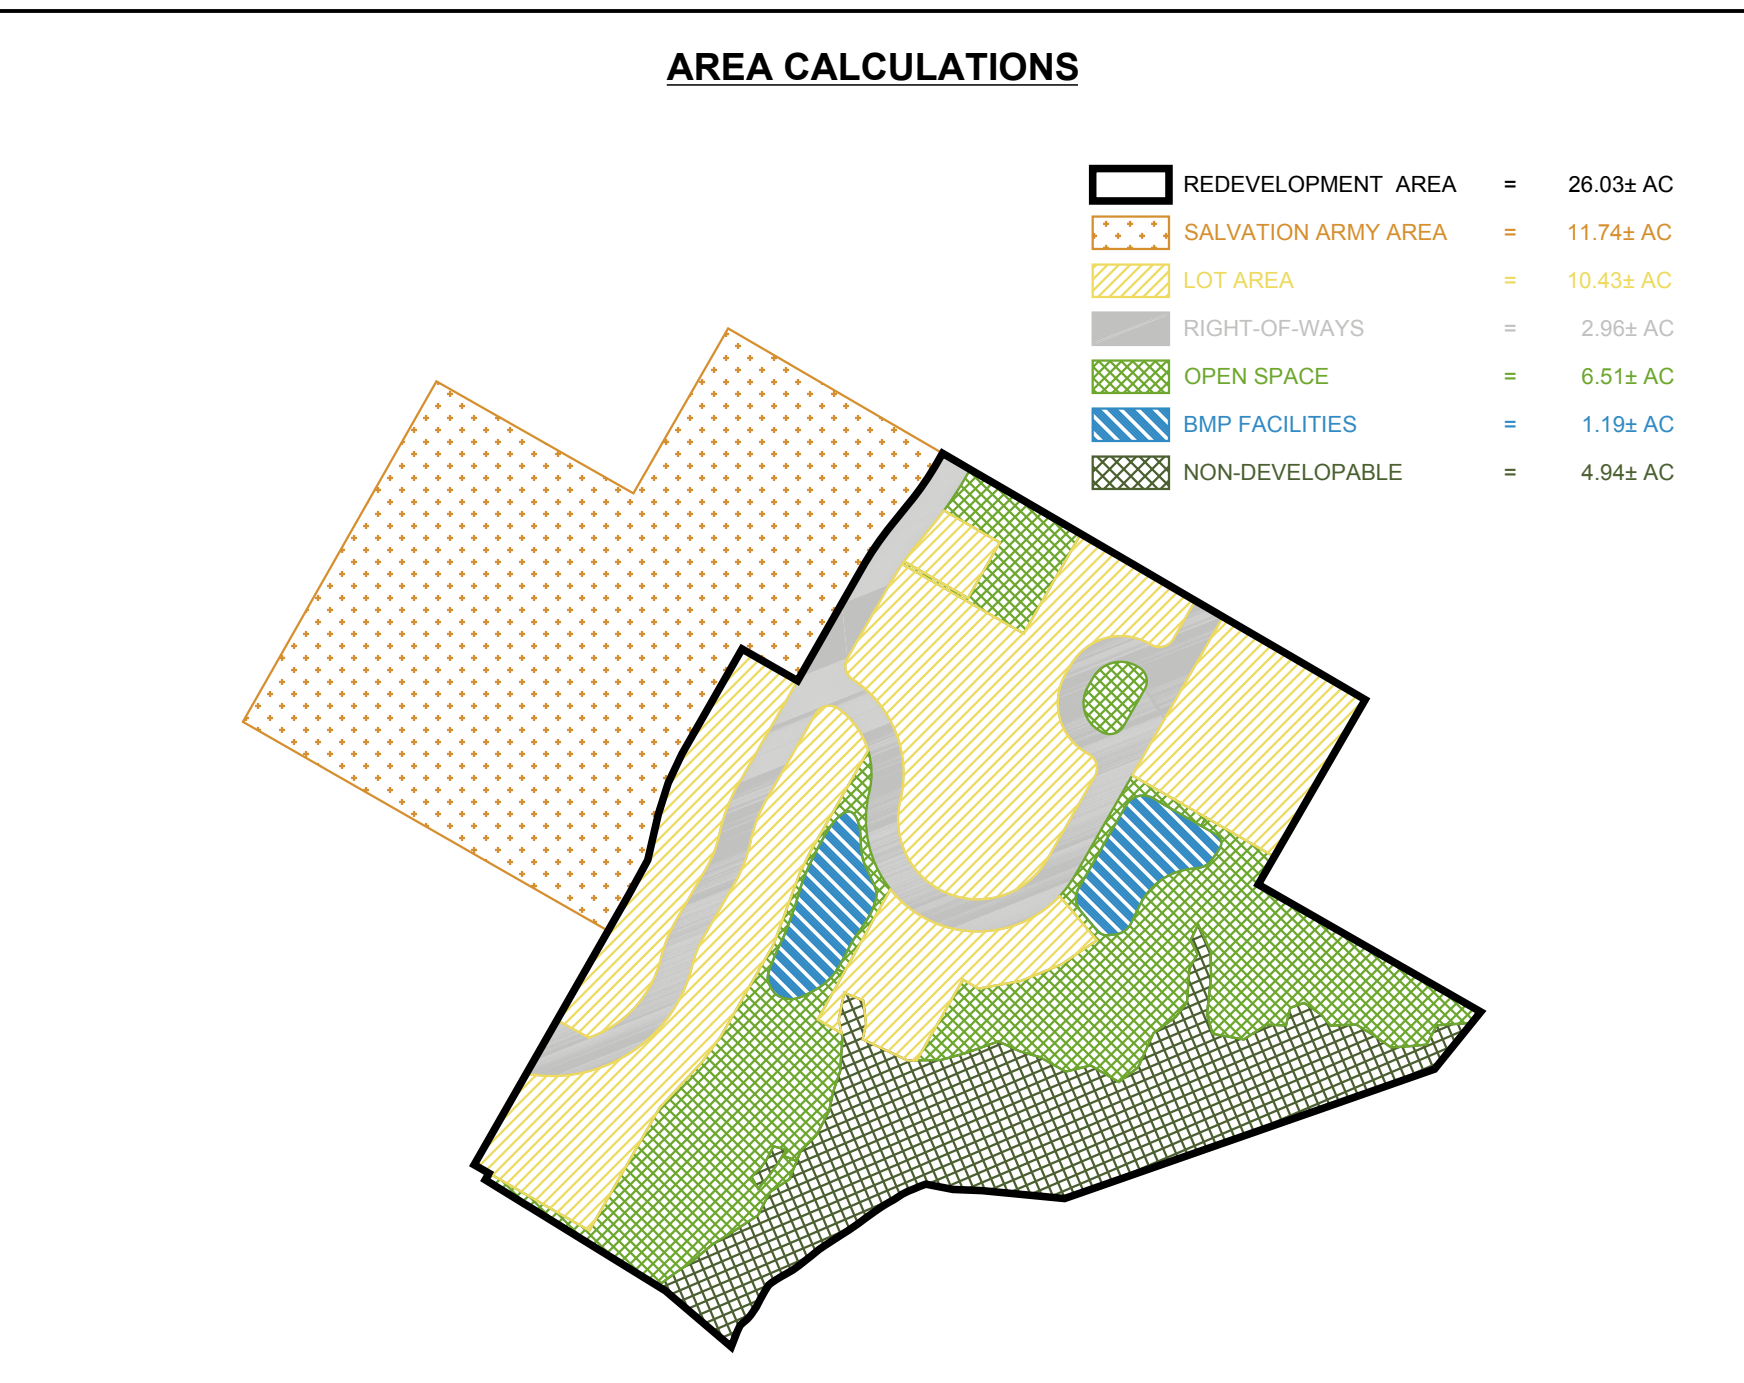 AREA CALCULATIONS
REDEVELOPMENT AREA = 26.03± AC
SALVATION ARMY AREA = 11.74± AC
LOT AREA = 10.43± AC
RIGHT-OF-WAYS = 2.96± AC
OPEN SPACE = 6.51± AC
BMP FACILITIES = 1.19± AC
NON-DEVELOPABLE = 4.94± AC